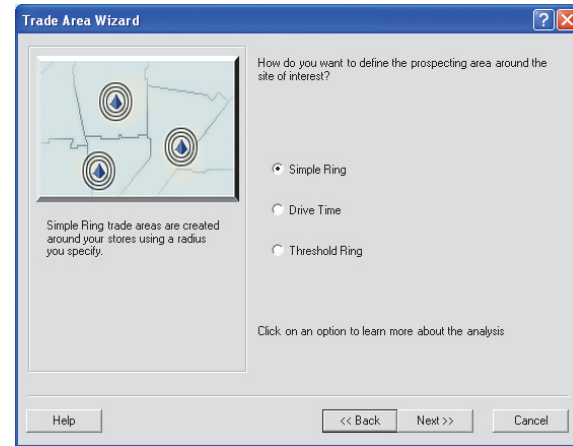 Trade Area Wizard
How do you want to define the prospecting area around the
site of interest?
Simple Ring
Drive Time
Threshold Ring
Simple Ring trade areas are created
around your stores using a radius
you specify.
Click on an option to learn more about the analysis
Help
<< Back
Next >>
Cancel